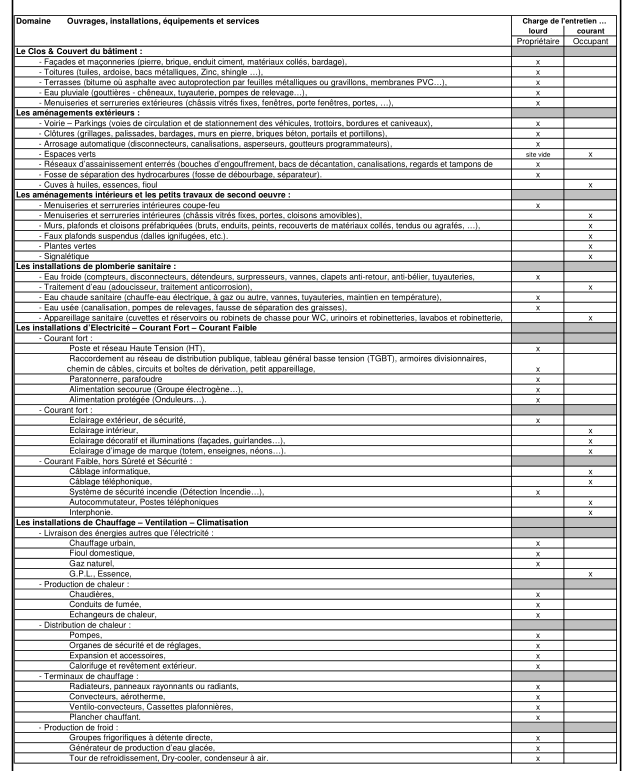 Domaine Ouvrages, installations, équipements et services Charge de l'entretien …
lourd courant
Propriétaire Occupant
Le Clos & Couvert du bâtiment :
- Façades et maçonneries (pierre, brique, enduit ciment, matériaux collés, bardage), x
- Toitures (tuiles, ardoise, bacs métalliques, Zinc, shingle …), x
- Terrasses (bitume où asphalte avec autoprotection par feuilles métalliques ou gravillons, membranes PVC…), x
- Eau pluviale (gouttières - chêneaux, tuyauterie, pompes de relevage…), x
- Menuiseries et serrureries extérieures (châssis vitrés fixes, fenêtres, porte fenêtres, portes, …), x
Les aménagements extérieurs :
- Voirie – Parkings (voies de circulation et de stationnement des véhicules, trottoirs, bordures et caniveaux), x
- Clôtures (grillages, palissades, bardages, murs en pierre, briques béton, portails et portillons), x
- Arrosage automatique (disconnecteurs, canalisations, asperseurs, goutteurs programmateurs), x
- Espaces verts site vide x
- Réseaux d'assainissement enterrés (bouches d'engouffrement, bacs de décantation, canalisations, regards et tampons de x
- Fosse de séparation des hydrocarbures (fosse de débourbage, séparateur). x
- Cuves à huiles, essences, fioul x
Les aménagements intérieurs et les petits travaux de second oeuvre :
- Menuiseries et serrureries intérieures coupe-feu x
- Menuiseries et serrureries intérieures (châssis vitrés fixes, portes, cloisons amovibles), x
- Murs, plafonds et cloisons préfabriquées (bruts, enduits, peints, recouverts de matériaux collés, tendus ou agrafés, …), x
- Faux plafonds suspendus (dalles ignifugées, etc.). x
- Plantes vertes x
- Signalétique x
Les installations de plomberie sanitaire :
- Eau froide (compteurs, disconnecteurs, détendeurs, surpresseurs, vannes, clapets anti-retour, anti-bélier, tuyauteries, x
- Traitement d'eau (adoucisseur, traitement anticorrosion), x
- Eau chaude sanitaire (chauffe-eau électrique, à gaz ou autre, vannes, tuyauteries, maintien en température), x
- Eau usée (canalisation, pompes de relevages, fausse de séparation des graisses), x
- Appareillage sanitaire (cuvettes et réservoirs ou robinets de chasse pour WC, urinoirs et robinetteries, lavabos et robinetterie, x
Les installations d'Electricité – Courant Fort – Courant Faible
- Courant fort :
Poste et réseau Haute Tension (HT), x
Raccordement au réseau de distribution publique, tableau général basse tension (TGBT), armoires divisionnaires,
chemin de câbles, circuits et boîtes de dérivation, petit appareillage, x
Paratonnerre, parafoudre x
Alimentation secourue (Groupe électrogène…), x
Alimentation protégée (Onduleurs…). x
- Courant fort :
Eclairage extérieur, de sécurité, x
Eclairage intérieur, x
Eclairage décoratif et illuminations (façades, guirlandes…), x
Eclairage d'image de marque (totem, enseignes, néons…). x
- Courant Faible, hors Sûreté et Sécurité :
Câblage informatique, x
Câblage téléphonique, x
Système de sécurité incendie (Détection Incendie…), x
Autocommutateur, Postes téléphoniques x
Interphonie. x
Les installations de Chauffage – Ventilation – Climatisation
- Livraison des énergies autres que l'électricité :
Chauffage urbain, x
Fioul domestique, x
Gaz naturel, x
G.P.L., Essence, x
- Production de chaleur :
Chaudières, x
Conduits de fumée, x
Echangeurs de chaleur, x
- Distribution de chaleur :
Pompes, x
Organes de sécurité et de réglages, x
Expansion et accessoires, x
Calorifuge et revêtement extérieur. x
- Terminaux de chauffage :
Radiateurs, panneaux rayonnants ou radiants, x
Convecteurs, aérotherme, x
Ventilo-convecteurs, Cassettes plafonnières, x
Plancher chauffant. x
- Production de froid :
Groupes frigorifiques à détente directe, x
Générateur de production d'eau glacée, x
Tour de refroidissement, Dry-cooler, condenseur à air. x